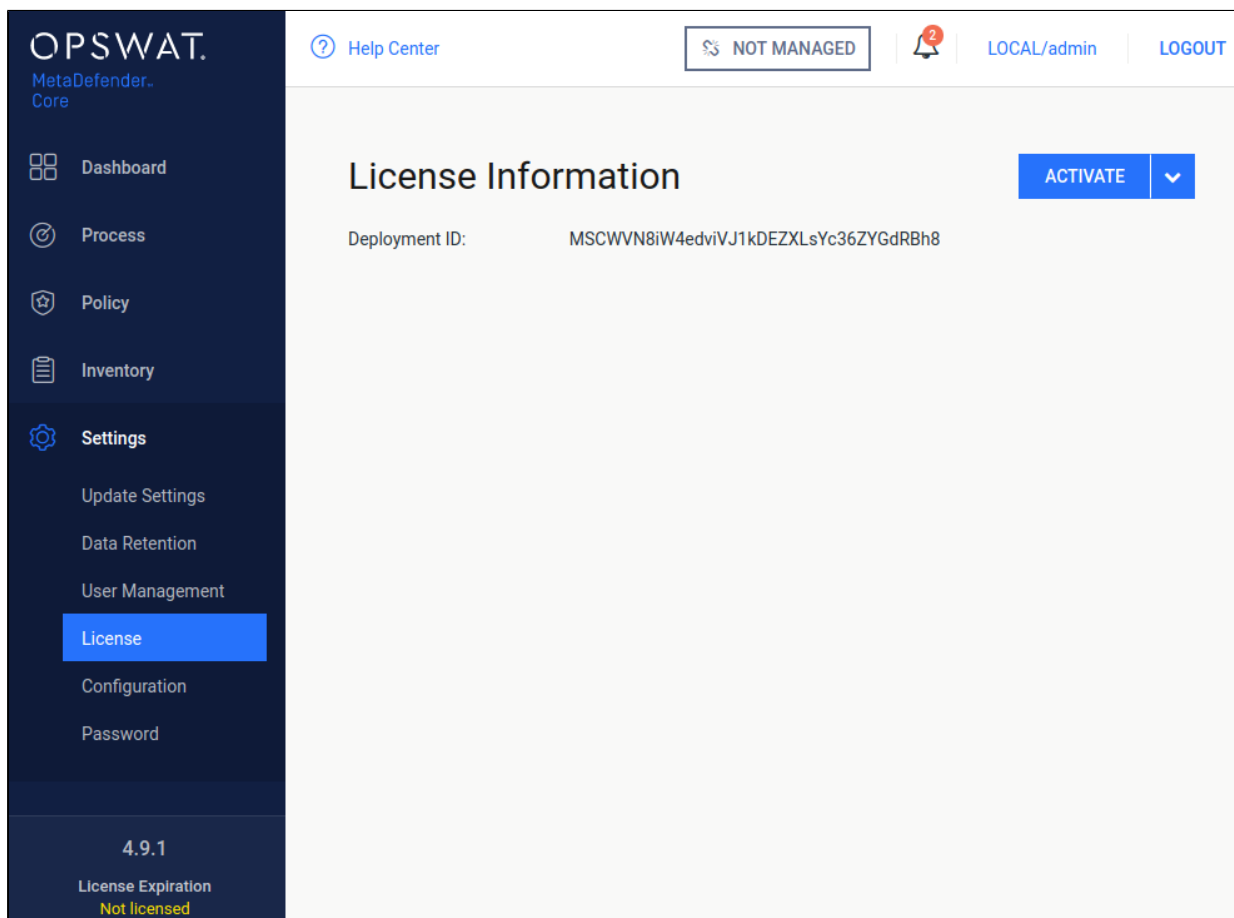 OPSWAT.
MetaDefender™
Core
Help Center
NOT MANAGED
2
LOCAL/admin
LOGOUT
Dashboard
Process
Policy
Inventory
Settings
Update Settings
Data Retention
User Management
License
Configuration
Password
4.9.1
License Expiration
Not licensed
License Information
ACTIVATE
Deployment ID: MSCWVN8iW4edviVJ1kDEZXLsYc36ZYGdRBh8